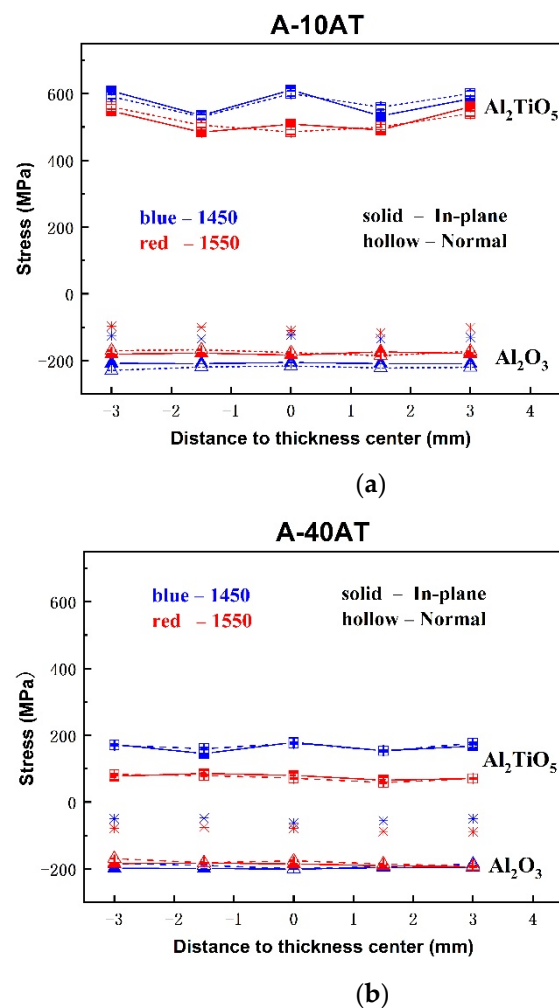 A-10AT
600
400
200
0
−200
Stress (MPa)
Al2TiO5
blue – 1450
red – 1550
solid – In-plane
hollow – Normal
Al2O3
-3 -2 -1 0 1 2 3 4
Distance to thickness center (mm)
(a)
A-40AT
600
400
200
0
−200
Stress (MPa)
blue – 1450
red – 1550
solid – In-plane
hollow – Normal
Al2TiO5
Al2O3
-3 -2 -1 0 1 2 3 4
Distance to thickness center (mm)
(b)